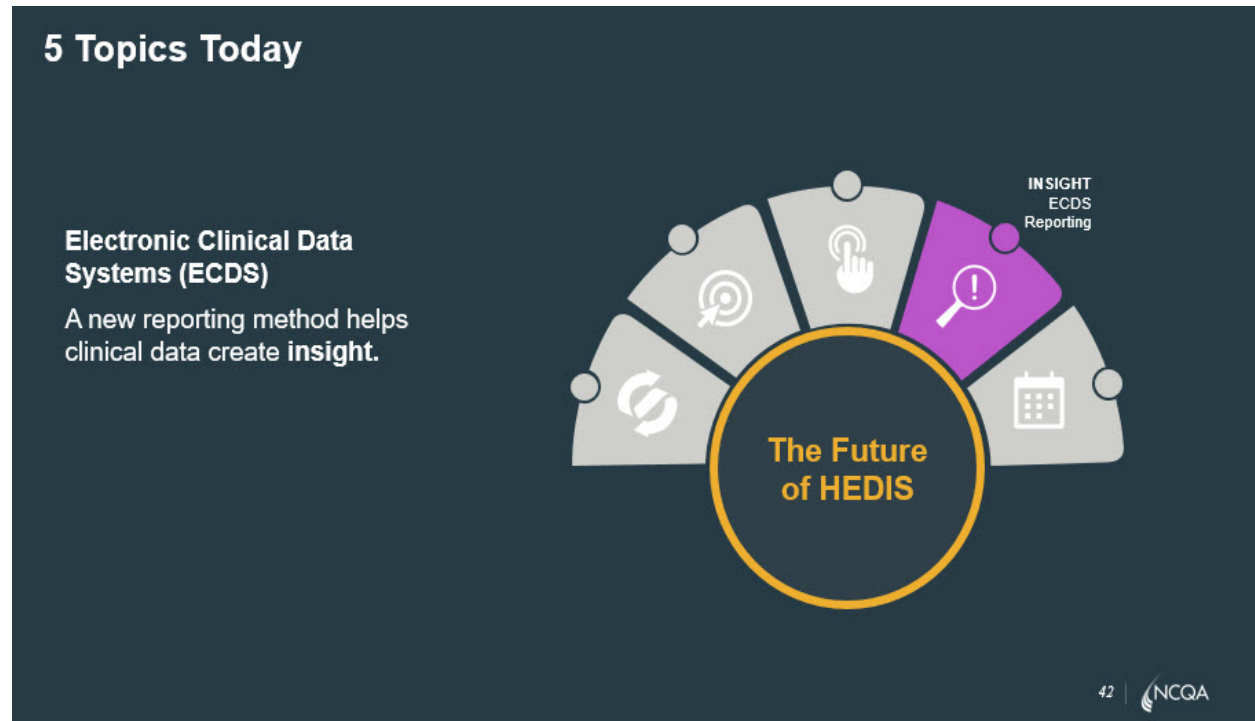 5 Topics Today
Electronic Clinical Data
Systems (ECDS)
A new reporting method helps
clinical data create insight.
INSIGHT
ECDS
Reporting
The Future
of HEDIS
42
NCQA